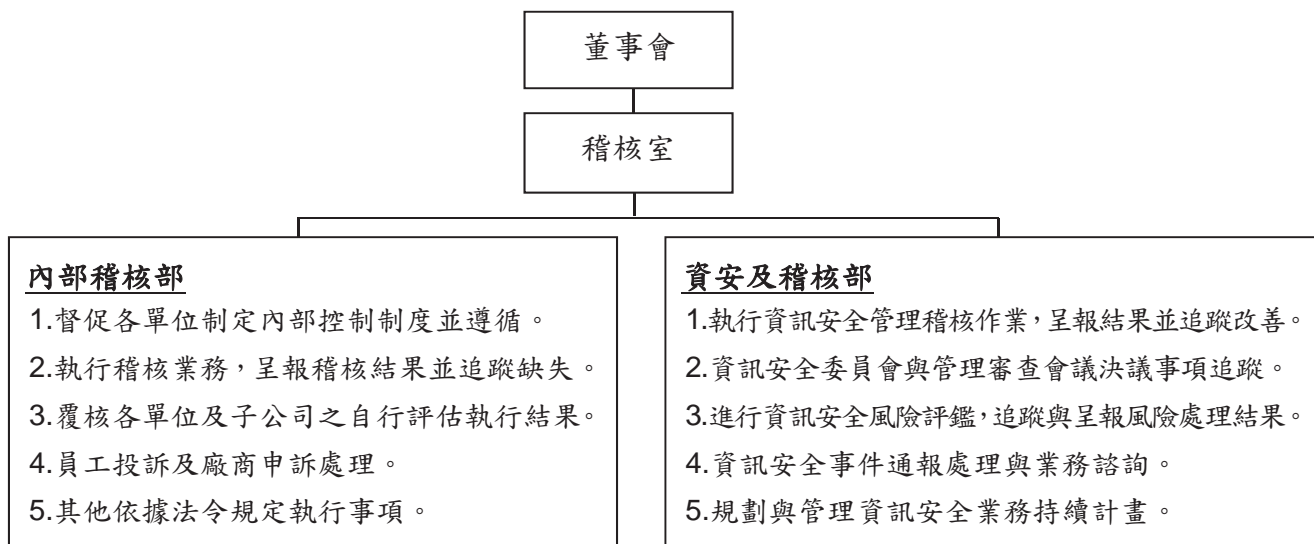 董事會
稽核室
內部稽核部
1.督促各單位制定內部控制制度並遵循。
2.執行稽核業務，呈報稽核結果並追蹤缺失。
3.覆核各單位及子公司之自行評估執行結果。
4.員工投訴及廠商申訴處理。
5.其他依據法令規定執行事項。
資安及稽核部
1.執行資訊安全管理稽核作業，呈報結果並追蹤改善。
2.資訊安全委員會與管理審查會議決議事項追蹤。
3.進行資訊安全風險評鑑，追蹤與呈報風險處理結果。
4.資訊安全事件通報處理與業務諮詢。
5.規劃與管理資訊安全業務持續計畫。